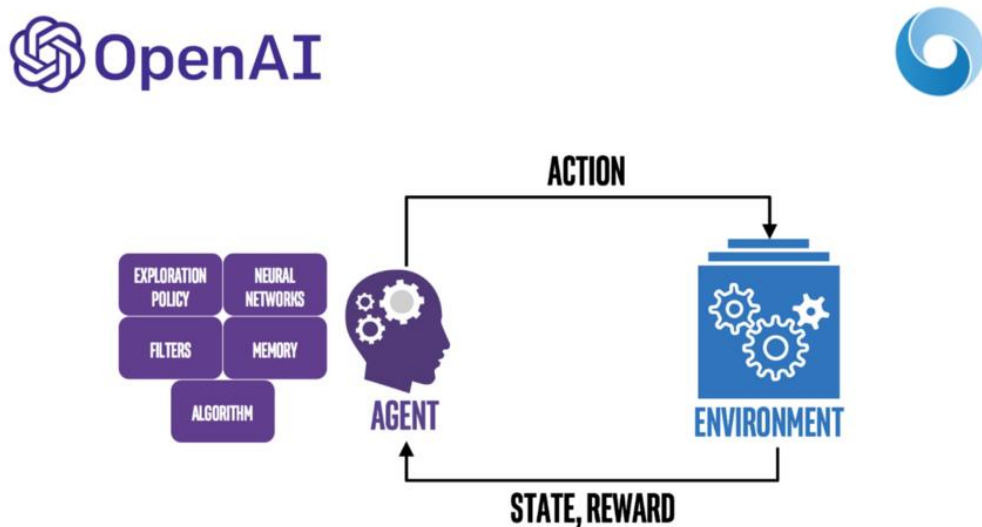 OpenAI
ACTION
EXPLORATION
POLICY
NEURAL
NETWORKS
FILTERS
MEMORY
ALGORITHM
AGENT
ENVIRONMENT
STATE, REWARD